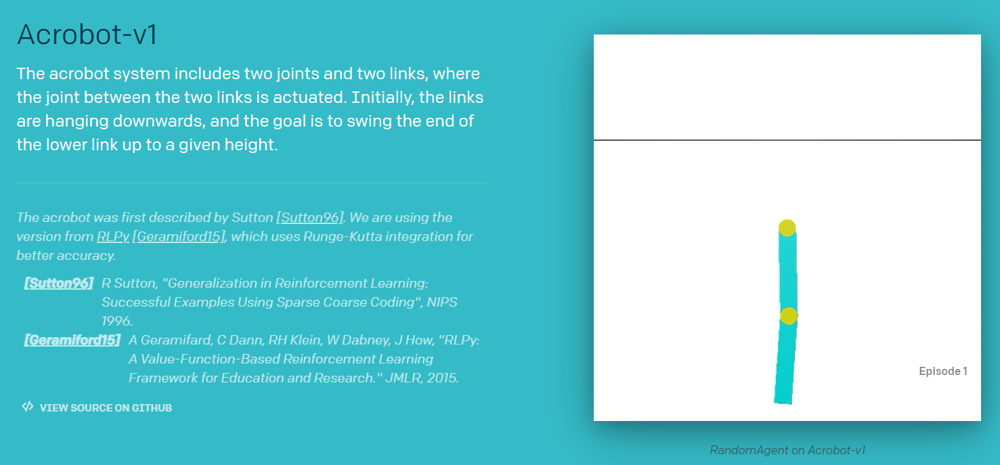 Acrobot-v1
The acrobot system includes two joints and two links, where
the joint between the two links is actuated. Initially, the links
are hanging downwards, and the goal is to swing the end of
the lower link up to a given height.
The acrobot was first described by Sutton [Sutton96]. We are using the
version from RLPy [Geramiford15], which uses Runge-Kutta integration for
better accuracy.
[Sutton96] R Sutton, "Generalization in Reinforcement Learning:
Successful Examples Using Sparse Coarse Coding", NIPS
1996.
[Geramiford15] A Geramifard, C Dann, RH Klein, W Dabney, J How, "RLPy:
A Value-Function-Based Reinforcement Learning
Framework for Education and Research." JMLR, 2015.
VIEW SOURCE ON GITHUB
Episode 1
RandomAgent on Acrobot-v1